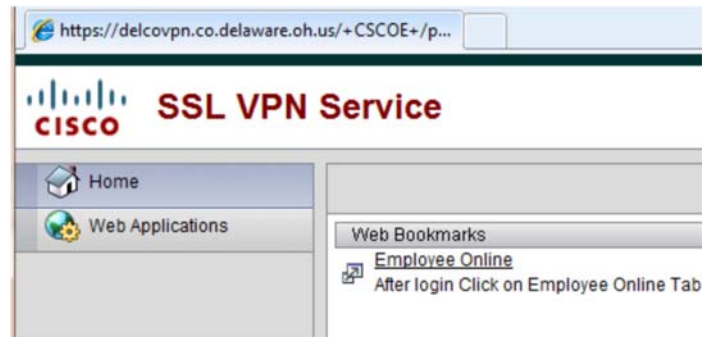 https://delcovpn.co.delaware.oh.us/+CSCOE+/p...
CISCO
SSL VPN Service
Home
Web Applications
Web Bookmarks
Employee Online
After login Click on Employee Online Tab